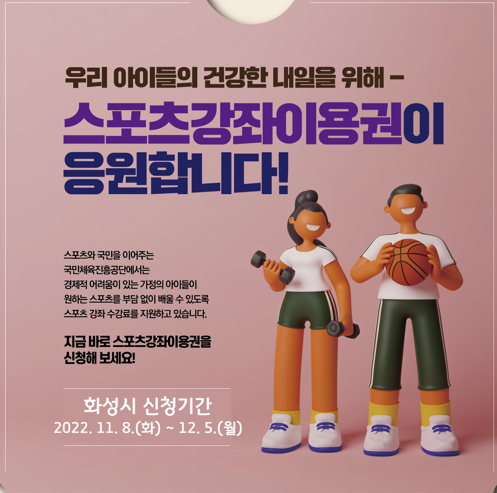 우리 아이들의 건강한 내일을 위해 –
스포츠강좌이용권이
응원합니다!
스포츠와 국민을 이어주는
국민체육진흥공단에서는
경제적 어려움이 있는 가정의 아이들이
원하는 스포츠를 부담 없이 배울 수 있도록
스포츠 강좌 수강료를 지원하고 있습니다.
지금 바로 스포츠강좌이용권을
신청해 보세요!
화성시 신청기간
2022. 11. 8.(화) ~ 12. 5.(월)